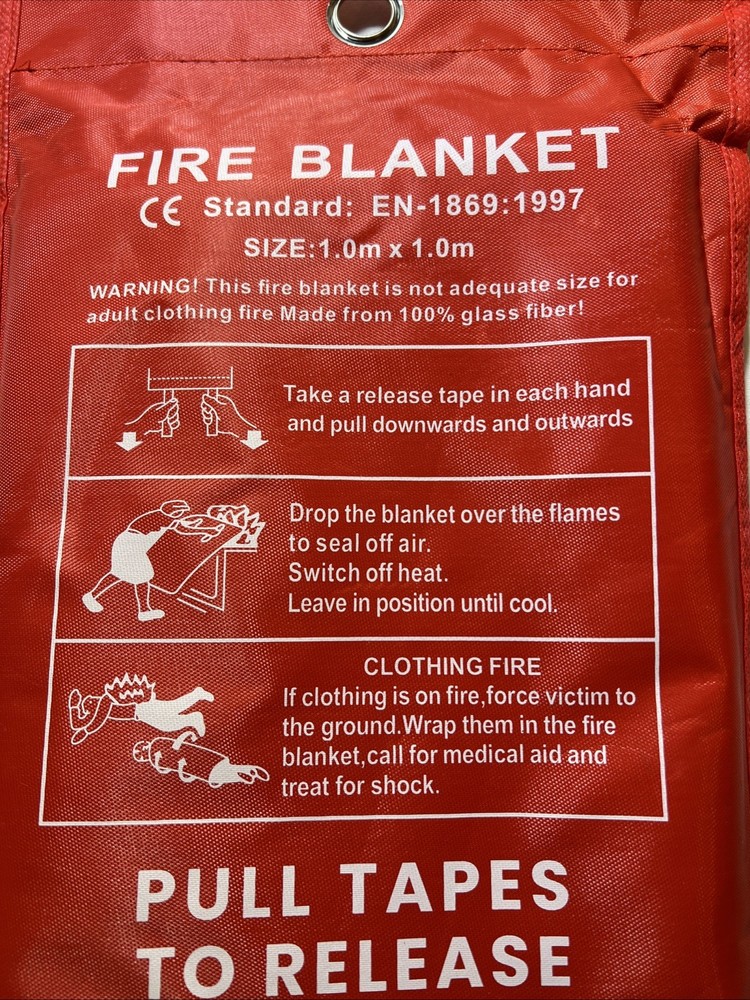 FIRE BLANKET
CE Standard: EN-1869:1997
SIZE:1.0m x 1.0m
WARNING! This fire blanket is not adequate size for
adult clothing fire Made from 100% glass fiber!
Take a release tape in each hand
and pull downwards and outwards
Drop the blanket over the flames
to seal off air.
Switch off heat.
Leave in position until cool.
CLOTHING FIRE
If clothing is on fire,force victim to
the ground.Wrap them in the fire
blanket,call for medical aid and
treat for shock.
PULL TAPES
TO RELEASE